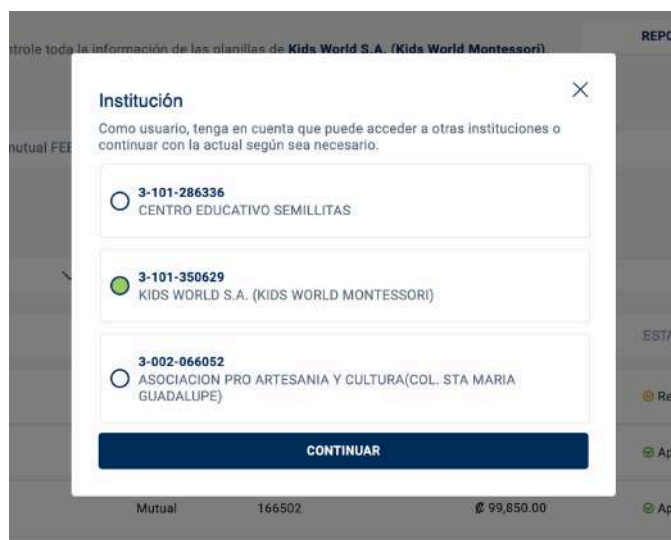 trole toda la información de las planillas de Kids World S.A. (Kids World Montessori)
REPO
Institución
Como usuario, tenga en cuenta que puede acceder a otras instituciones o
continuar con la actual según sea necesario.
mutual FEE
3-101-286336
CENTRO EDUCATIVO SEMILLITAS
3-101-350629
KIDS WORLD S.A. (KIDS WORLD MONTESSORI)
ESTA
3-002-066052
ASOCIACION PRO ARTESANIA Y CULTURA(COL. STA MARIA
GUADALUPE)
Re
CONTINUAR
Ap
Mutual 166502 ₡ 99,850.00 Ap